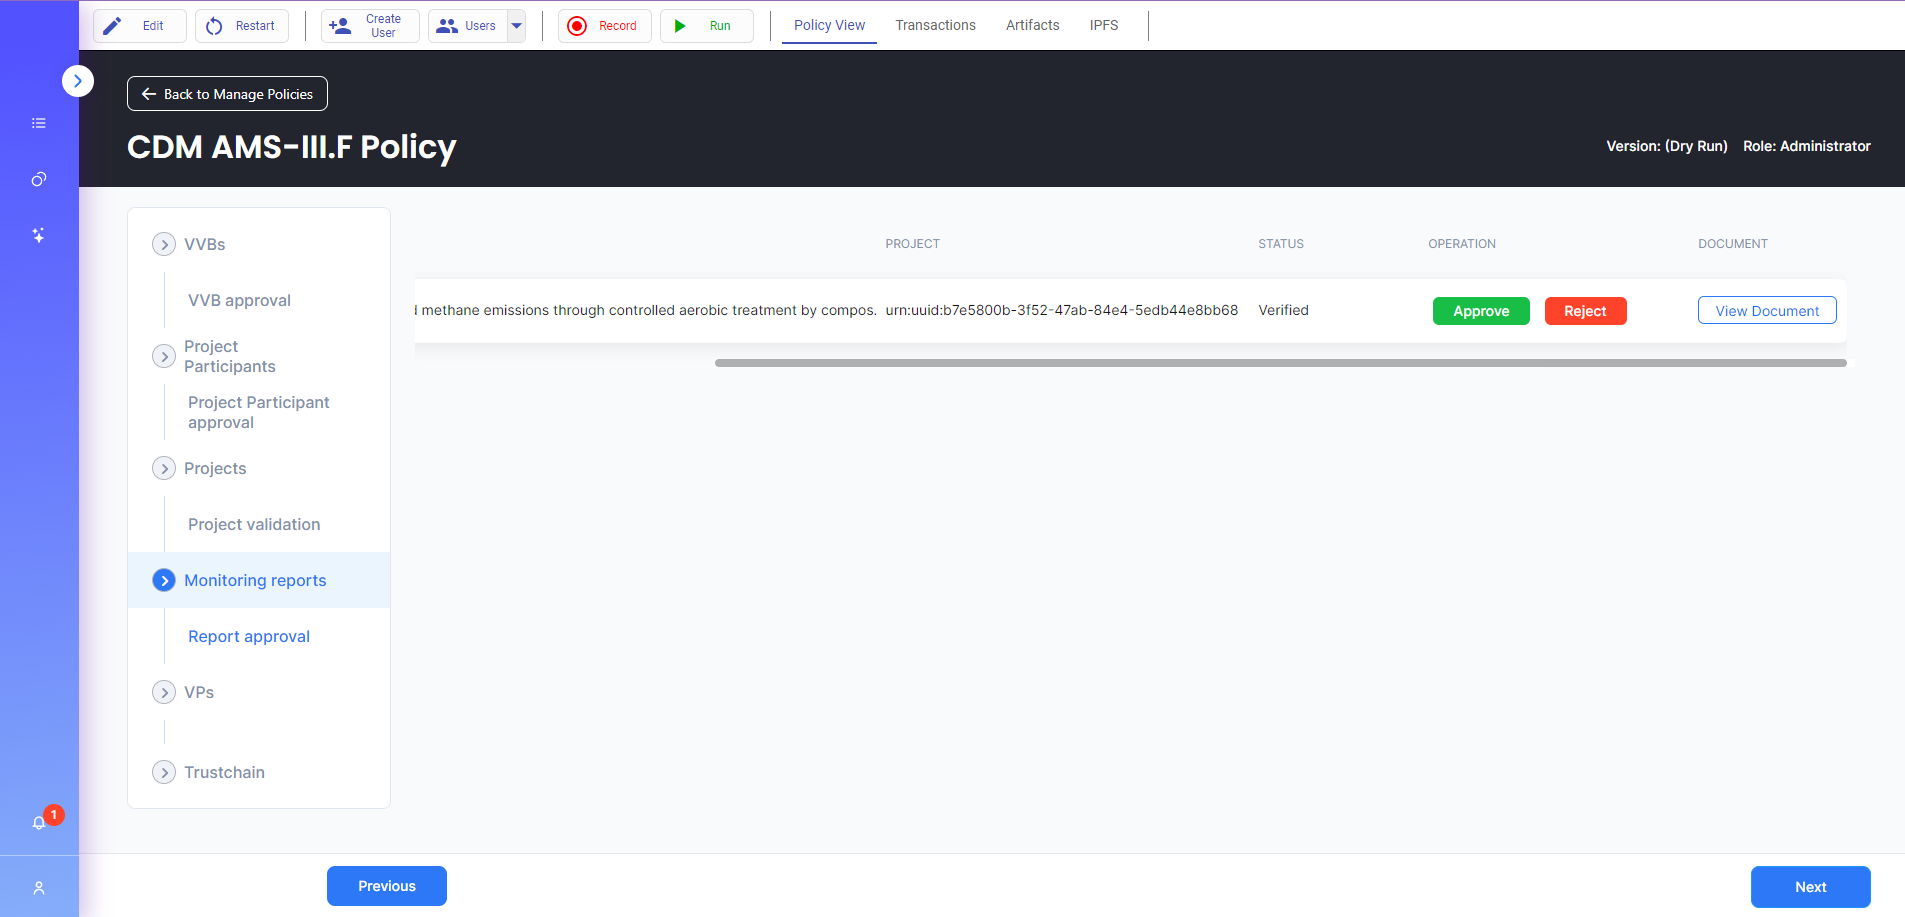 Edit
Restart
Create User
Users
Record
Run
Policy View
Transactions
Artifacts
IPFS
Back to Manage Policies
CDM AMS-III.F Policy
Version: (Dry Run) Role: Administrator
VVBs
VVB approval
Project
Participants
Project Participant
approval
Projects
Project validation
Monitoring reports
Report approval
VPs
Trustchain
PROJECT STATUS OPERATION DOCUMENT
methane emissions through controlled aerobic treatment by compos. urn:uuid:b7e5800b-3f52-47ab-84e4-5edb44e8bb68 Verified Approve Reject View Document
1
Previous
Next